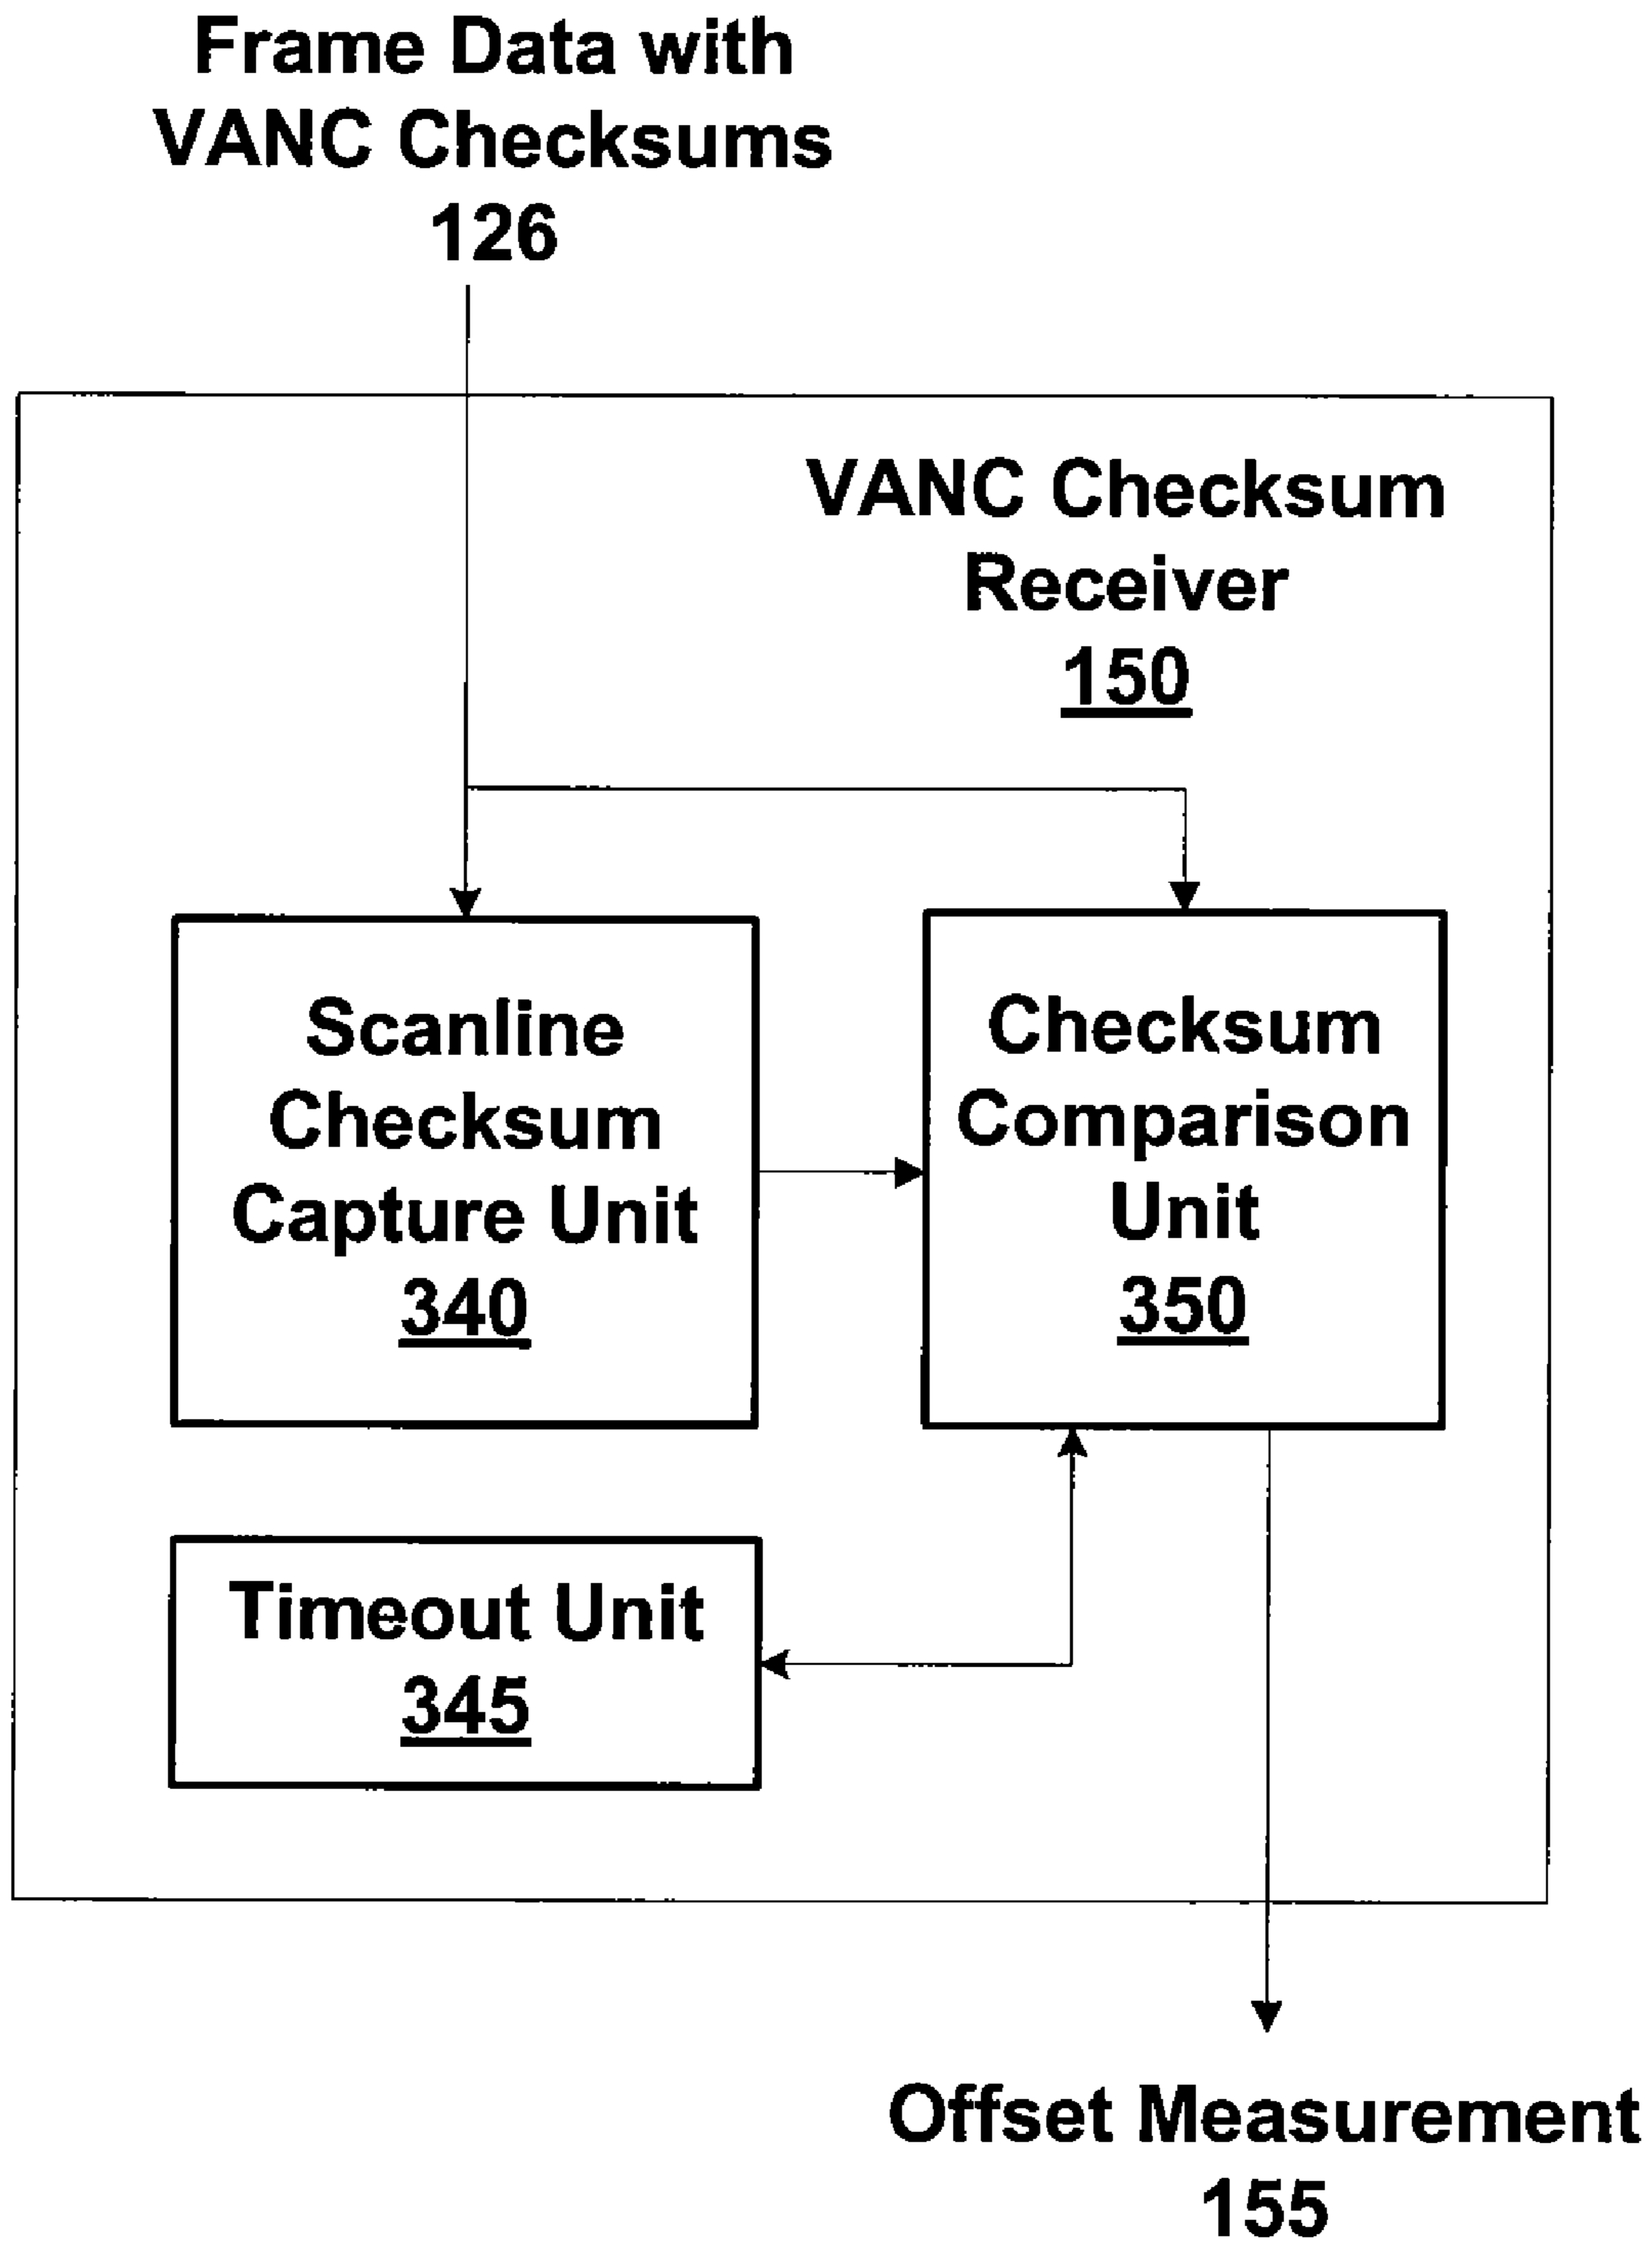 Frame Data with
VANC Checksums
126
VANC Checksum
Receiver
150
Scanline
Checksum
Capture Unit
340
Checksum
Comparison
Unit
350
Timeout Unit
345
Offset Measurement
155